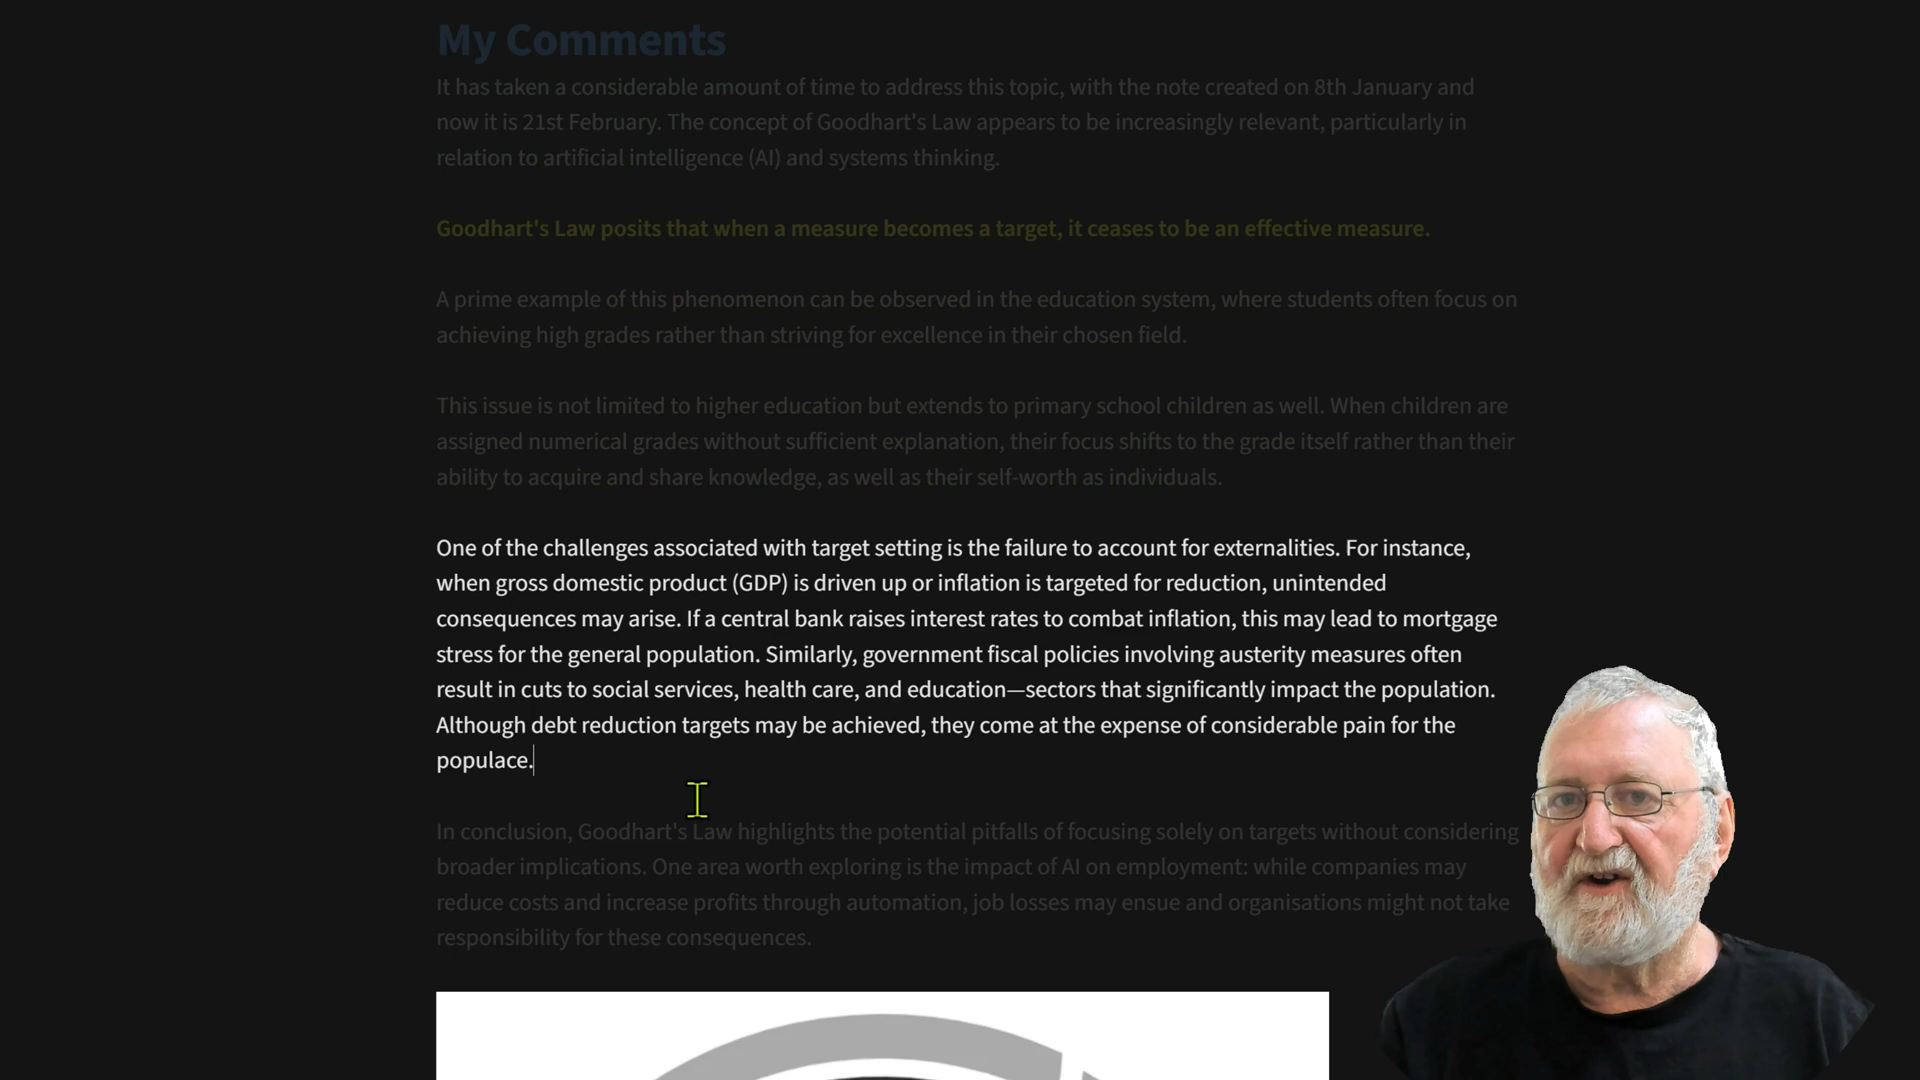 My Comments
It has taken a considerable amount of time to address this topic, with the note created on 8th January and
now it is 21st February. The concept of Goodhart's Law appears to be increasingly relevant, particularly in
relation to artificial intelligence (AI) and systems thinking.
Goodhart's Law posits that when a measure becomes a target, it ceases to be an effective measure.
A prime example of this phenomenon can be observed in the education system, where students often focus on
achieving high grades rather than striving for excellence in their chosen field.
This issue is not limited to higher education but extends to primary school children as well. When children are
assigned numerical grades without sufficient explanation, their focus shifts to the grade itself rather than their
ability to acquire and share knowledge, as well as their self-worth as individuals.
One of the challenges associated with target setting is the failure to account for externalities. For instance,
when gross domestic product (GDP) is driven up or inflation is targeted for reduction, unintended
consequences may arise. If a central bank raises interest rates to combat inflation, this may lead to mortgage
stress for the general population. Similarly, government fiscal policies involving austerity measures often
result in cuts to social services, health care, and education—sectors that significantly impact the population.
Although debt reduction targets may be achieved, they come at the expense of considerable pain for the
populace.
In conclusion, Goodhart's Law highlights the potential pitfalls of focusing solely on targets without considering
broader implications. One area worth exploring is the impact of AI on employment: while companies may
reduce costs and increase profits through automation, job losses may ensue and organisations might not take
responsibility for these consequences.